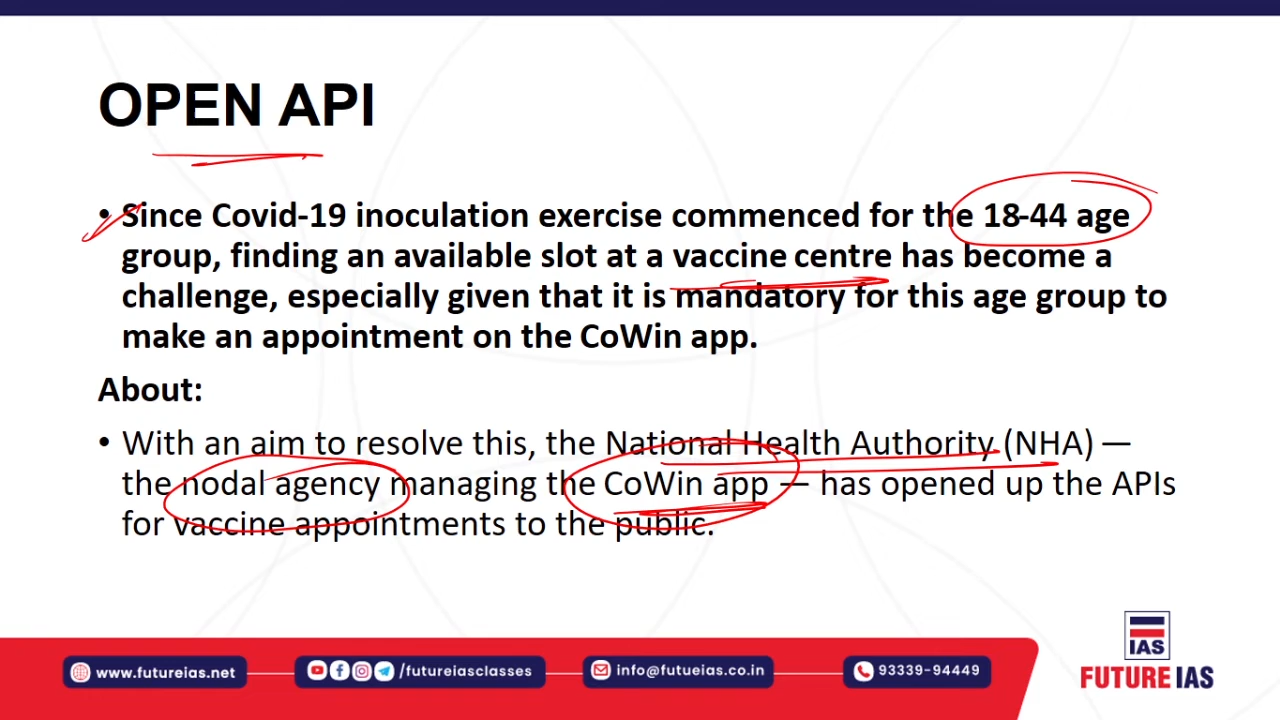 OPEN API
• Since Covid-19 inoculation exercise commenced for the 18-44 age
group, finding an available slot at a vaccine centre has become a
challenge, especially given that it is mandatory for this age group to
make an appointment on the CoWin app.
About:
• With an aim to resolve this, the National Health Authority (NHA) —
the nodal agency managing the CoWin app — has opened up the APIs
for vaccine appointments to the public.
IAS
www.futureias.net
/futureiasclasses
info@futueias.co.in
93339-94449
FUTURE IAS